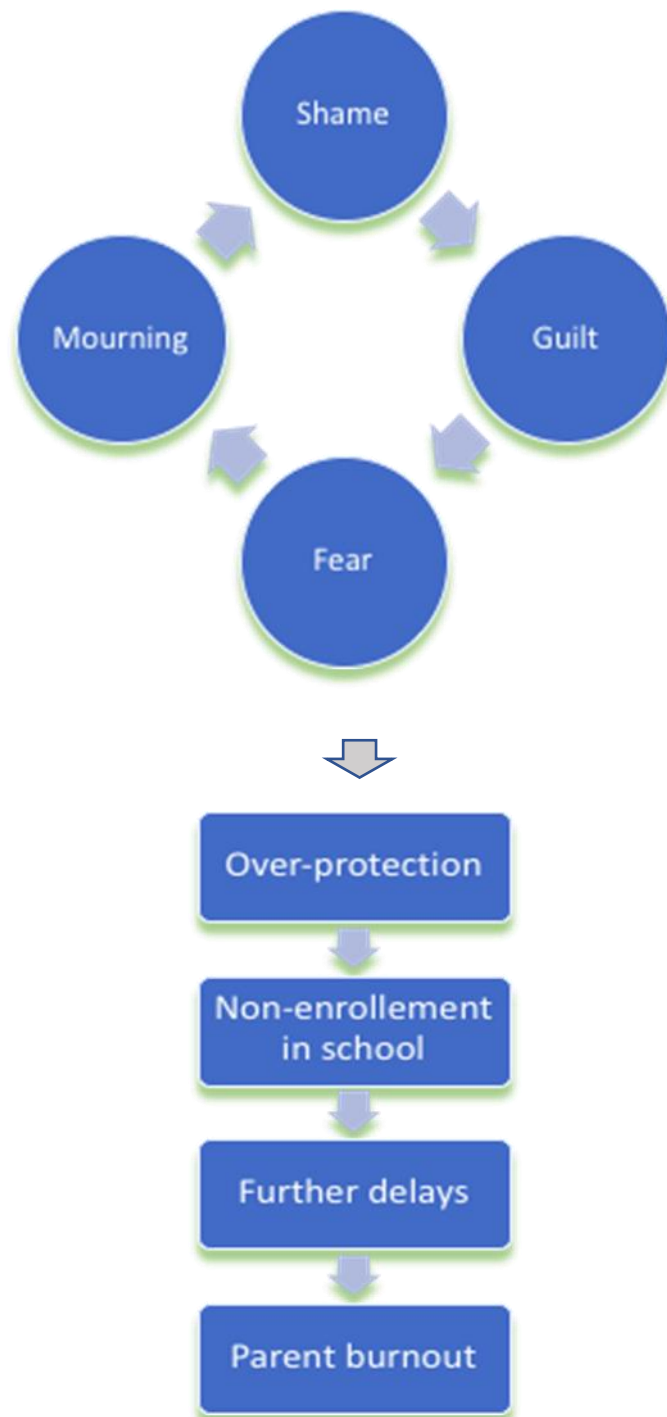 Shame
Mourning
Guilt
Fear
Over-protection
Non-enrollement
in school
Further delays
Parent burnout